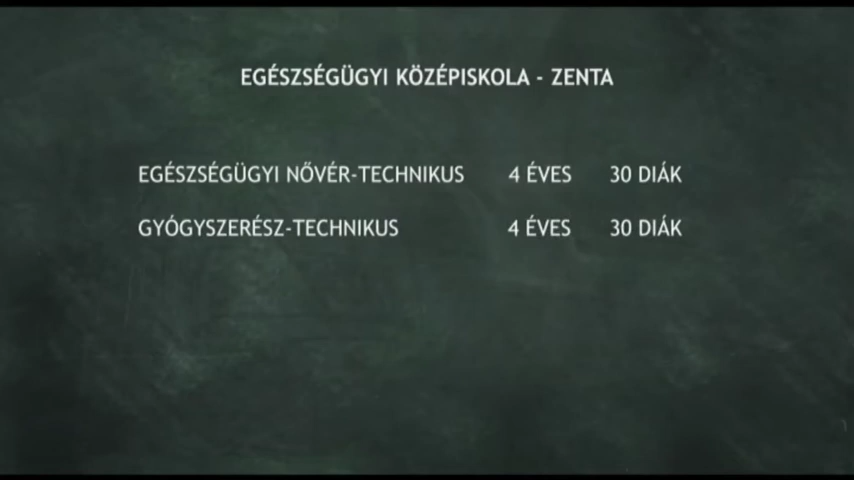 EGÉSZSÉGÜGYI KÖZÉPISKOLA - ZENTA
EGÉSZSÉGÜGYI NŐVÉR-TECHNIKUS 4 ÉVES 30 DIÁK
GYÓGYSZERÉSZ-TECHNIKUS 4 ÉVES 30 DIÁK